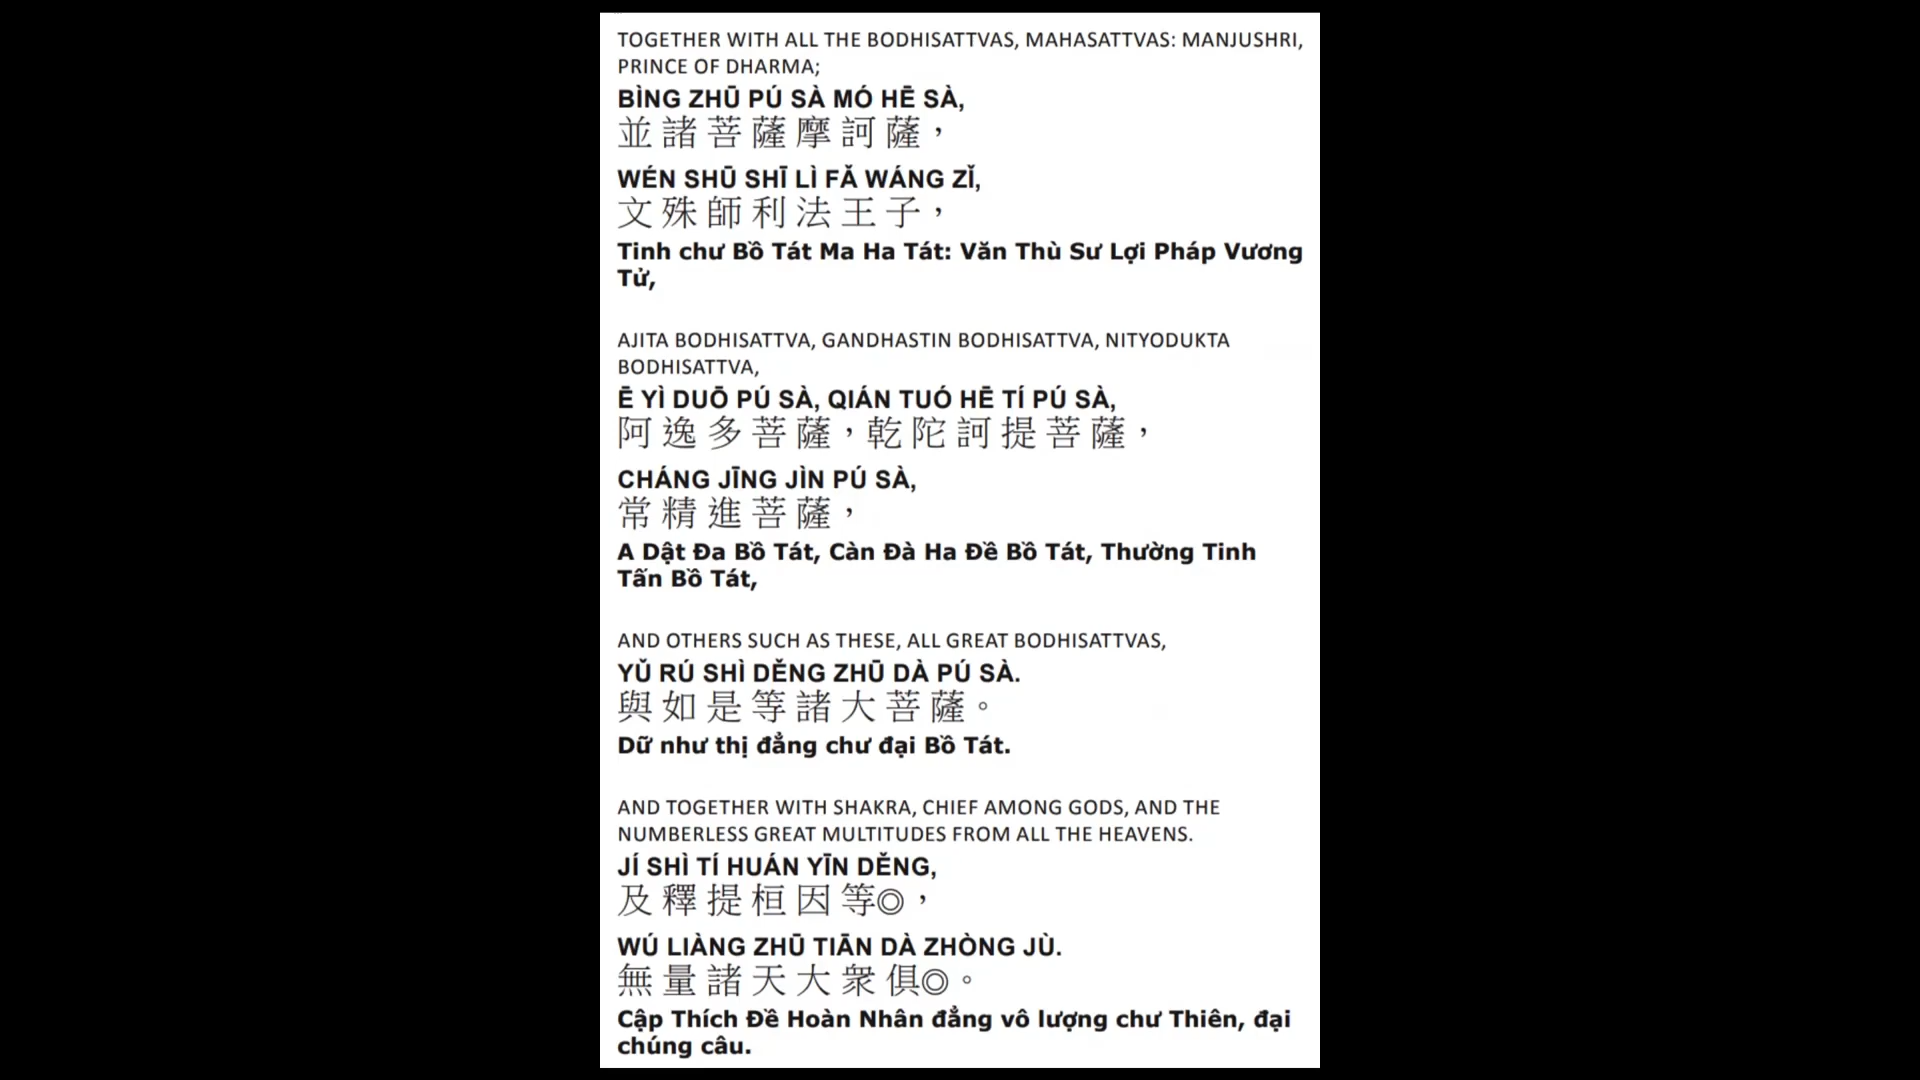 TOGETHER WITH ALL THE BODHISATTVAS, MAHASATTVAS: MANJUSHRI,
PRINCE OF DHARMA;
BÌNG ZHŪ PÚ SÀ MÓ HĒ SÀ,
並諸菩薩摩訶薩，
WÉN SHŪ SHĪ LÌ FǍ WÁNG ZǏ,
文殊師利法王子，
Tinh chư Bồ Tát Ma Ha Tát: Văn Thù Sư Lợi Pháp Vương
Tử,
AJITA BODHISATTVA, GANDHASTIN BODHISATTVA, NITYODUKTA
BODHISATTVA,
Ē YÌ DUŌ PÚ SÀ, QIÁN TUÓ HĒ TÍ PÚ SÀ,
阿逸多菩薩，乾陀訶提菩薩，
CHÁNG JĪNG JÌN PÚ SÀ,
常精進菩薩，
A Dật Đa Bồ Tát, Càn Đà Ha Đề Bồ Tát, Thường Tinh
Tấn Bồ Tát,
AND OTHERS SUCH AS THESE, ALL GREAT BODHISATTVAS,
YǓ RÚ SHÌ DĚNG ZHŪ DÀ PÚ SÀ.
與如是等諸大菩薩。
Dữ như thị đẳng chư đại Bồ Tát.
AND TOGETHER WITH SHAKRA, CHIEF AMONG GODS, AND THE
NUMBERLESS GREAT MULTITUDES FROM ALL THE HEAVENS.
JÍ SHÌ TÍ HUÁN YĪN DĚNG,
及釋提桓因等◎，
WÚ LIÀNG ZHŪ TIĀN DÀ ZHÒNG JÙ.
無量諸天大眾俱◎。
Cập Thích Đề Hoàn Nhân đẳng vô lượng chư Thiên, đại
chúng câu.